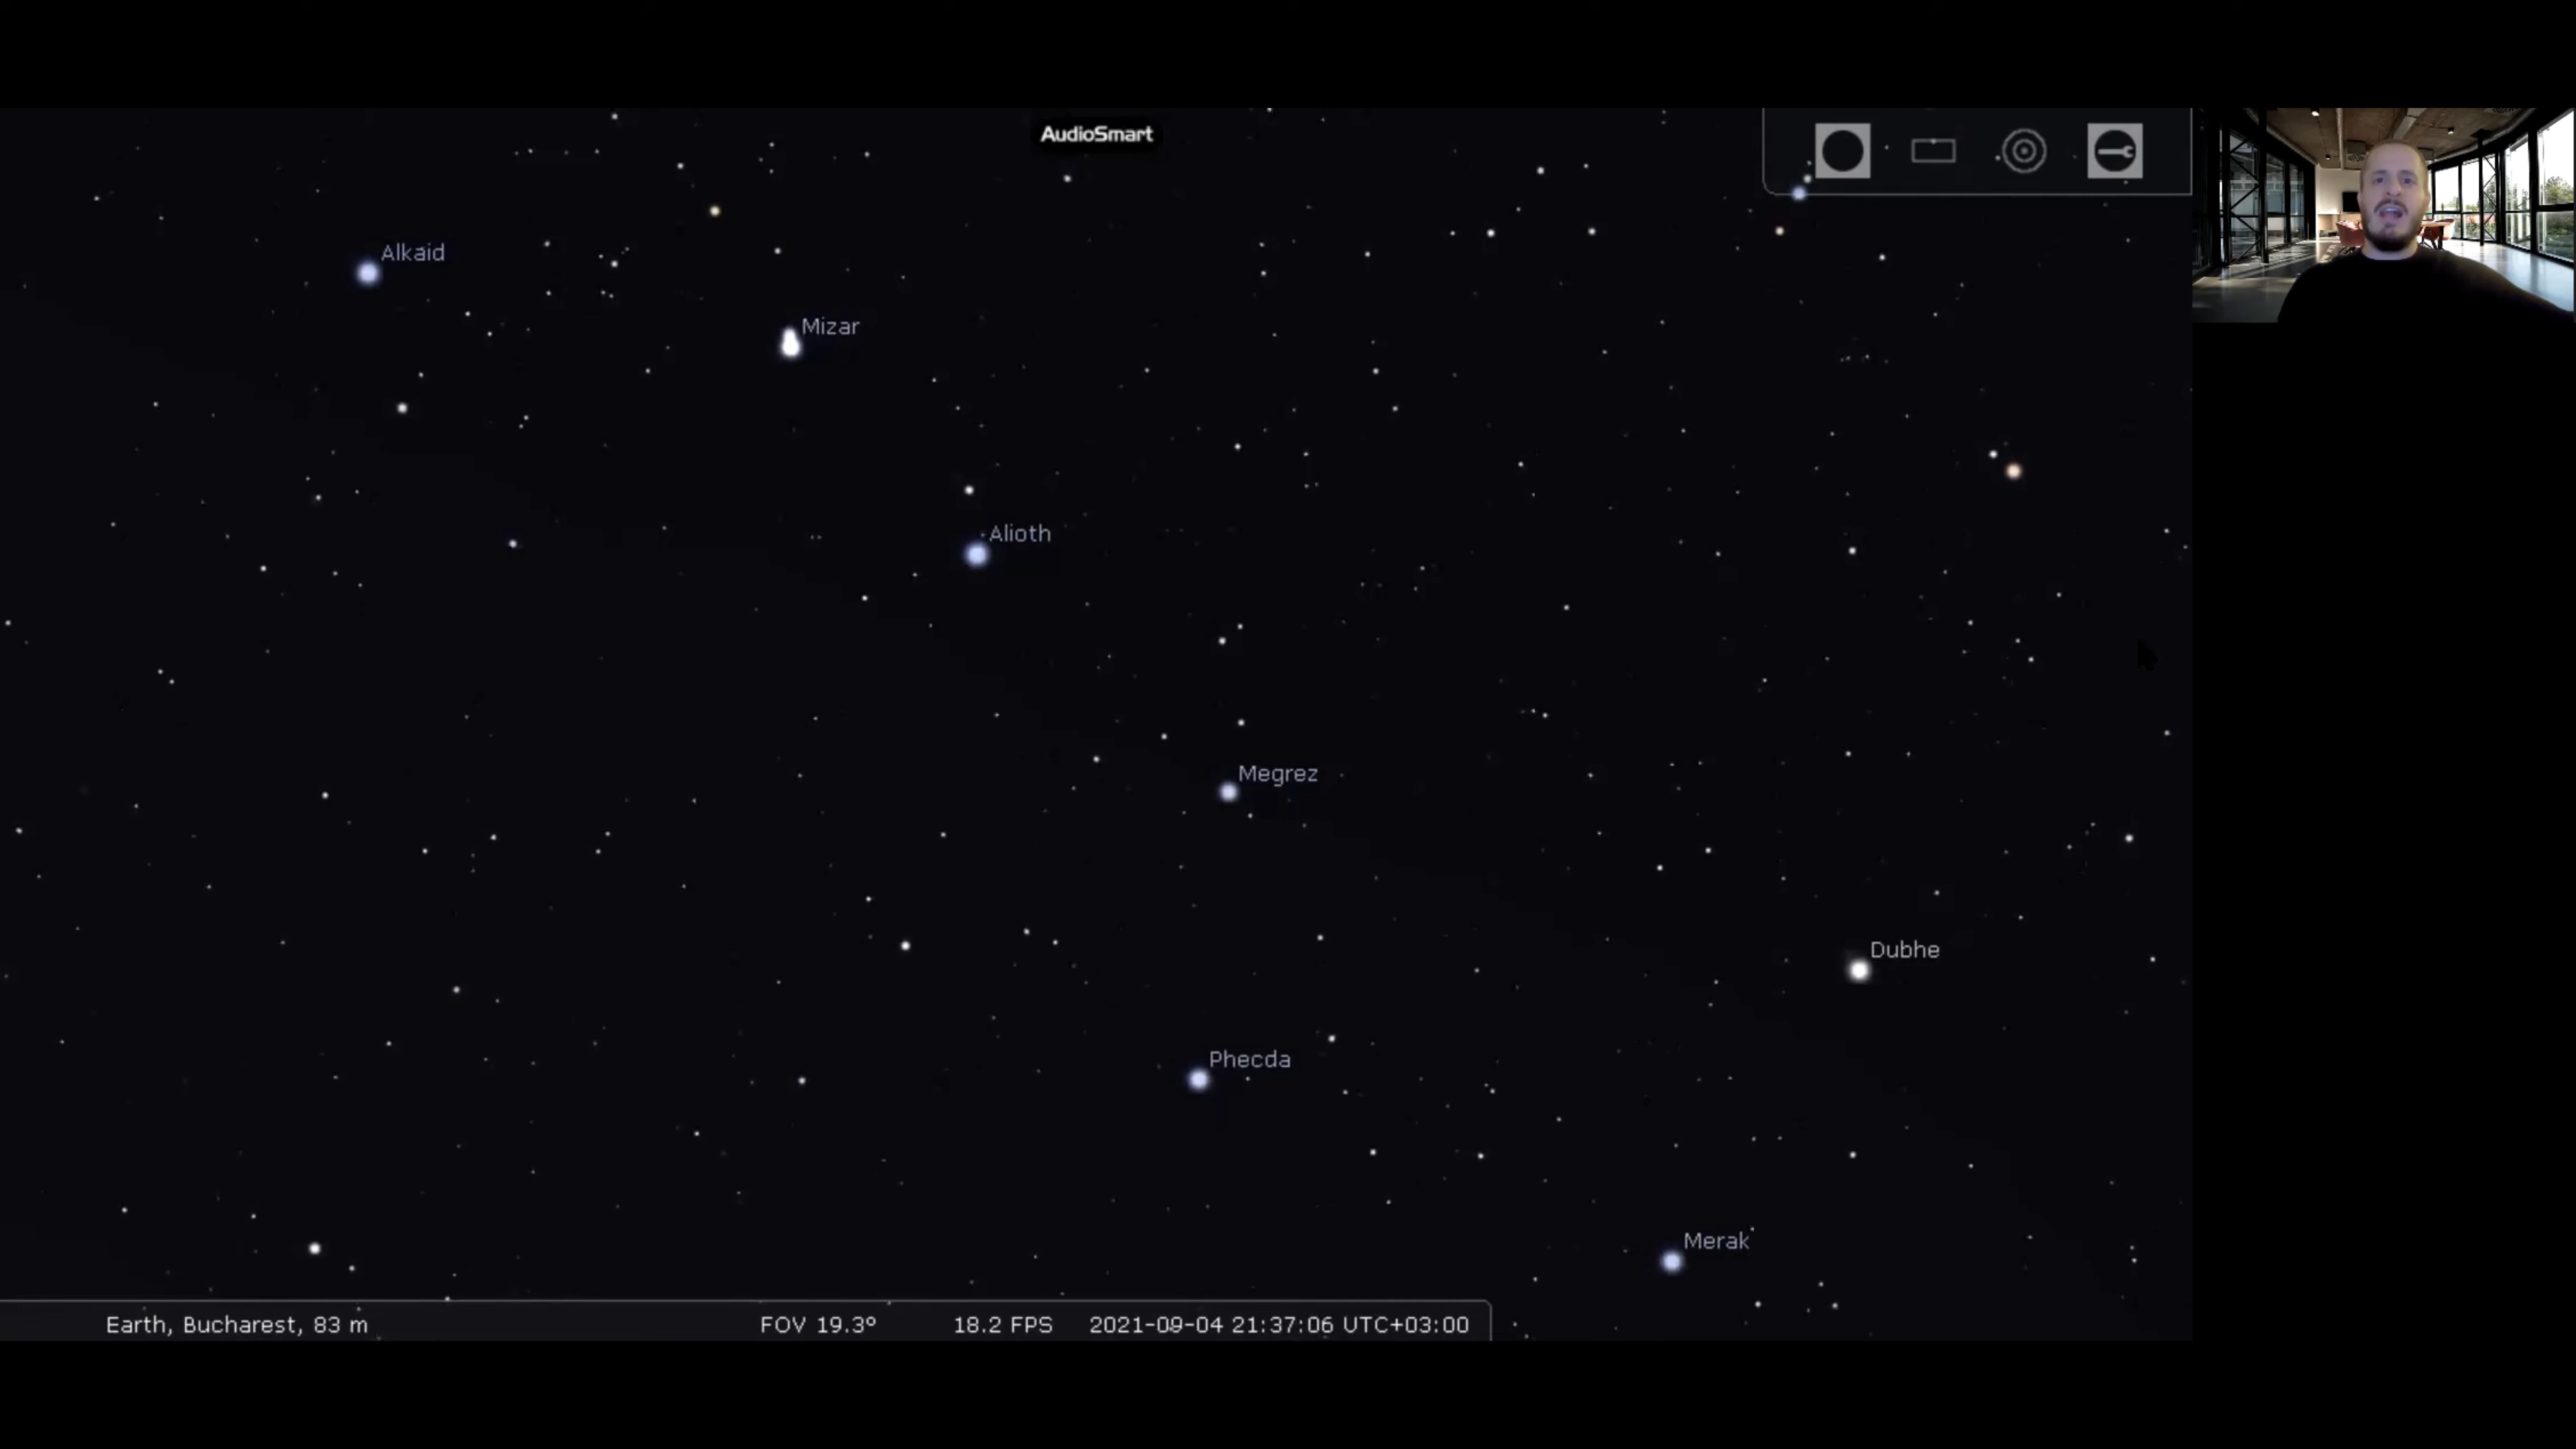 AudioSmart
Alkaid
Mizar
Alioth
Megrez
Dubhe
Phecda
Merak
Earth, Bucharest, 83 m
FOV 19.3°
18.2 FPS
2021-09-04 21:37:06 UTC+03:00